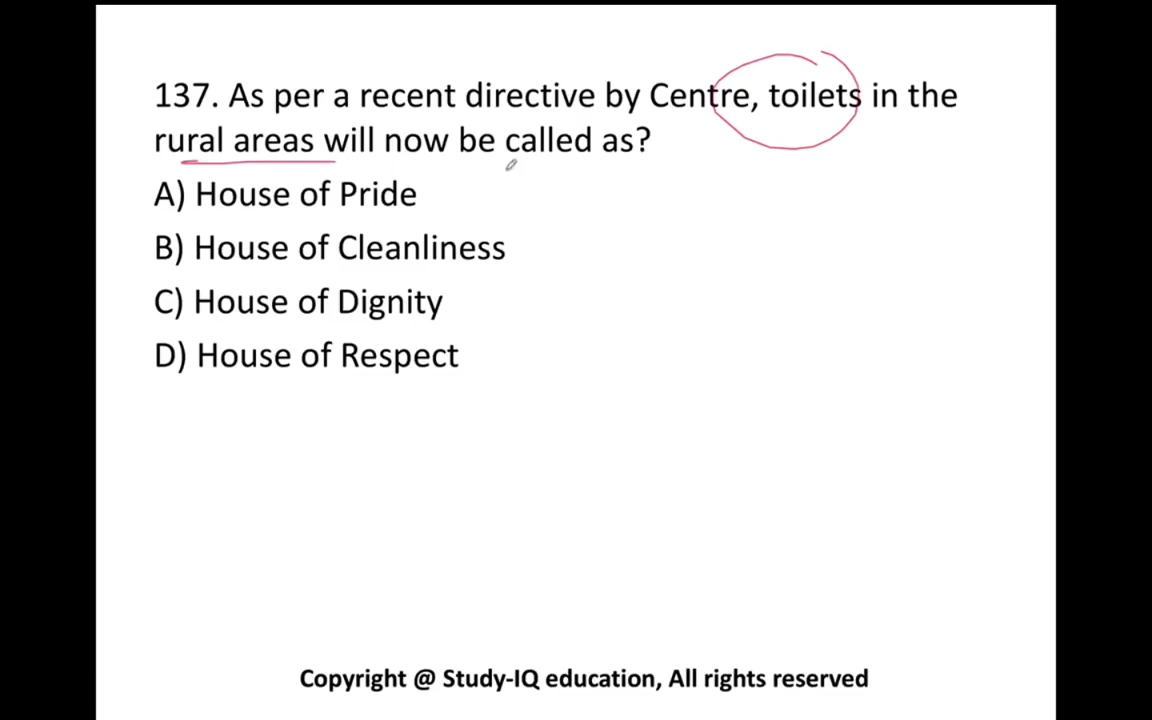 137. As per a recent directive by Centre, toilets in the
rural areas will now be called as?
A) House of Pride
B) House of Cleanliness
C) House of Dignity
D) House of Respect
Copyright @ Study-IQ education, All rights reserved